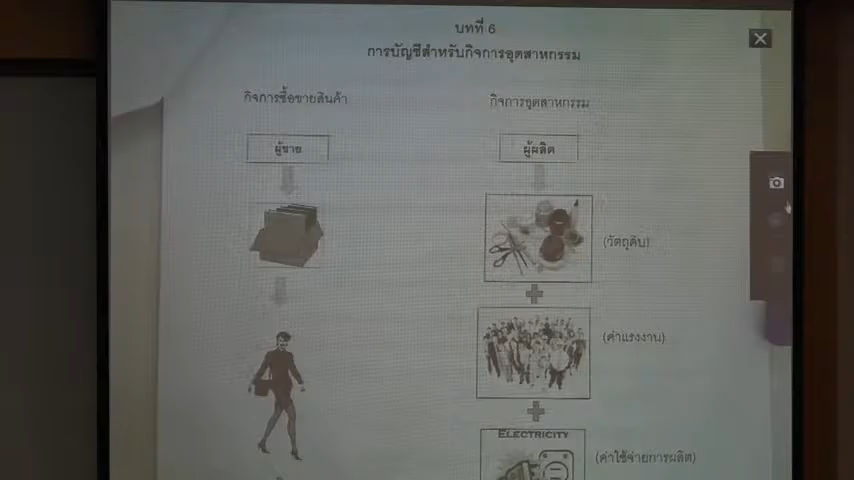 บทที่ 6
การบัญชีสำหรับกิจการอุตสาหกรรม
กิจการซื้อขายสินค้า
กิจการอุตสาหกรรม
ผู้ขาย
ผู้ผลิต
(วัตถุดิบ)
(ค่าแรงงาน)
ELECTRICITY
(ค่าใช้จ่ายการผลิต)